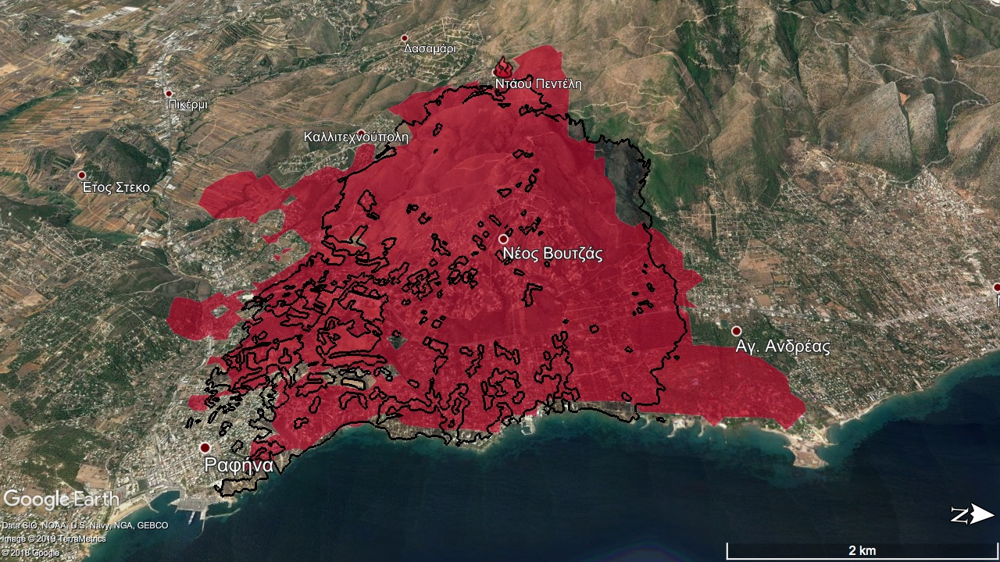 Δασαμάρι
Ντάου Πεντέλη
Πικέρμι
Καλλιτεχνούπολη
Έτος Στεκο
Νέος Βουτζάς
Αγ. Ανδρέας
Ραφήνα
Google Earth
Data SIO, NOAA, U.S. Navy, NGA, GEBCO
Image © 2019 TerraMetrics
© 2018 Google
N
2 km